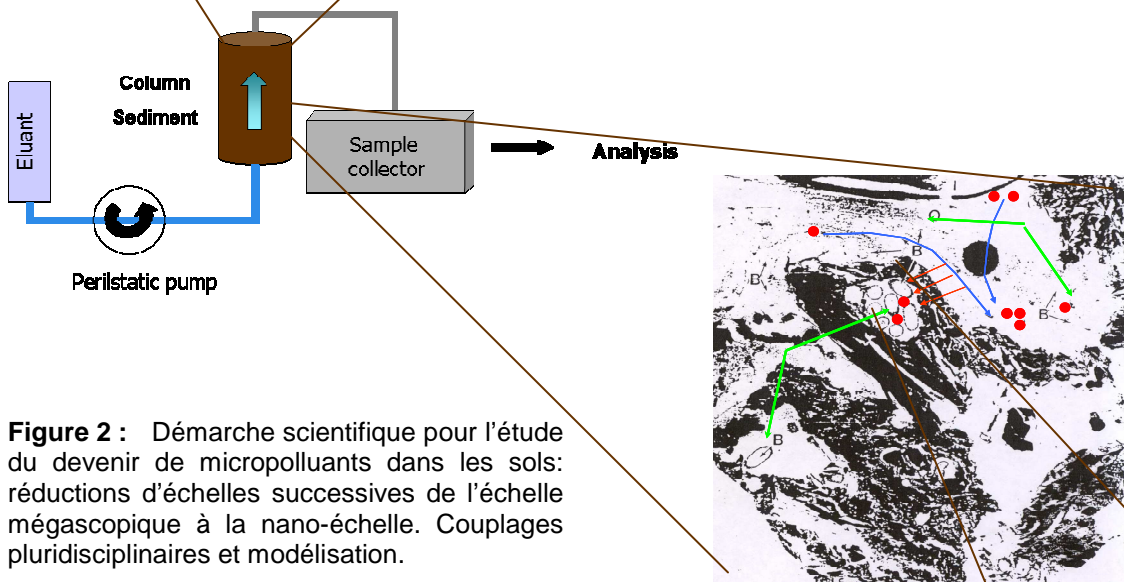 Column
Sediment
Eluant
Sample
collector
Analysis
Perilstatic pump
I
O
B
B
B
B
Figure 2 : Démarche scientifique pour l’étude
du devenir de micropolluants dans les sols:
réductions d’échelles successives de l’échelle
mégascopique à la nano-échelle. Couplages
pluridisciplinaires et modélisation.